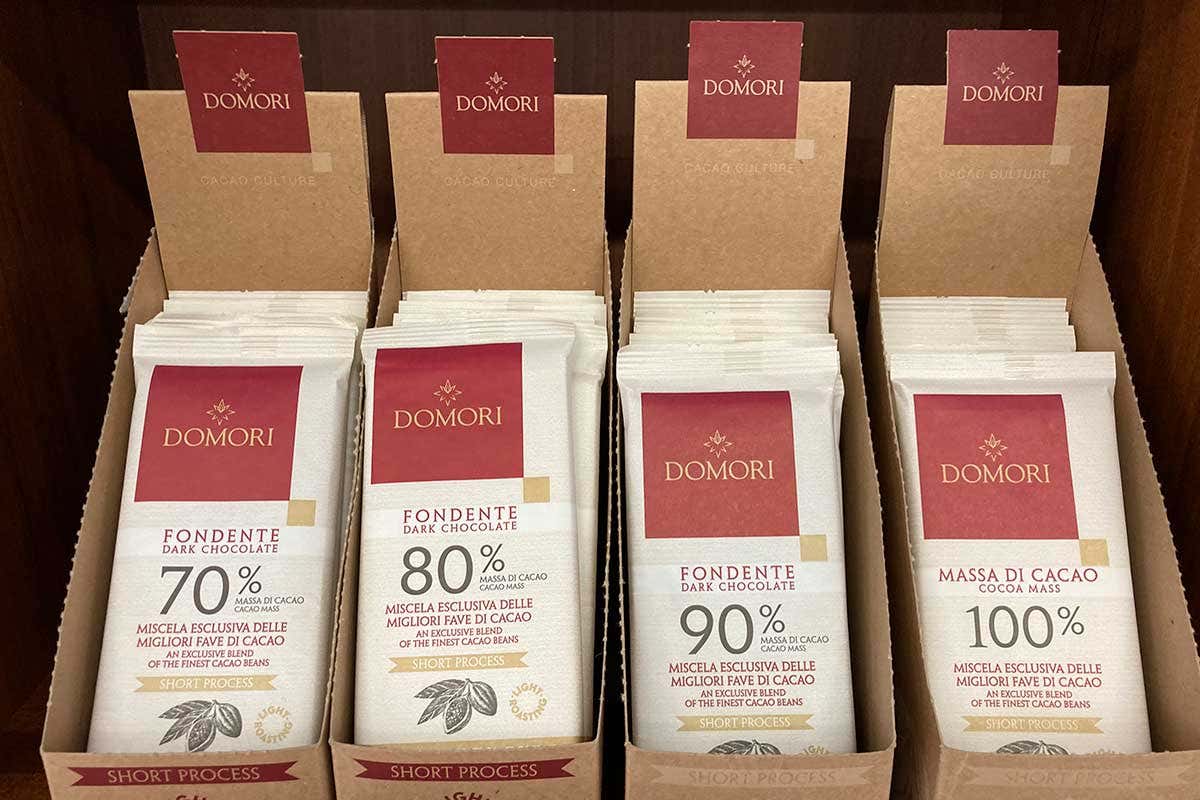 DOMORI
CACAO CULTURE
DOMORI
CACAO CULTURE
DOMORI
CACAO CULTURE
DOMORI
CACAO CULTURE
DOMORI
FONDENTE
DARK CHOCOLATE
70%
MASSA DI CACAO
CACAO MASS
MISCELA ESCLUSIVA DELLE
MIGLIORI FAVE DI CACAO
AN EXCLUSIVE BLEND
OF THE FINEST CACAO BEANS
SHORT PROCESS
LIGHT
ROASTING
SHORT PROCESS
DOMORI
FONDENTE
DARK CHOCOLATE
80%
MASSA DI CACAO
CACAO MASS
MISCELA ESCLUSIVA DELLE
MIGLIORI FAVE DI CACAO
AN EXCLUSIVE BLEND
OF THE FINEST CACAO BEANS
SHORT PROCESS
LIGHT
ROASTING
SHORT PROCESS
DOMORI
FONDENTE
DARK CHOCOLATE
90%
MASSA DI CACAO
CACAO MASS
MISCELA ESCLUSIVA DELLE
MIGLIORI FAVE DI CACAO
AN EXCLUSIVE BLEND
OF THE FINEST CACAO BEANS
SHORT PROCESS
LIGHT
SHORT PROCESS
DOMORI
MASSA DI CACAO
COCOA MASS
100%
MISCELA ESCLUSIVA DELLE
MIGLIORI FAVE DI CACAO
AN EXCLUSIVE BLEND
OF THE FINEST CACAO BEANS
SHORT PROCESS
SHORT PROCESS